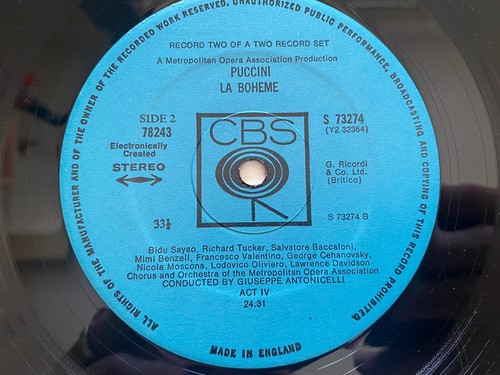 ALL RIGHTS OF THE MANUFACTURER AND OF THE OWNER OF THE RECORDED WORK RESERVED. UNAUTHORIZED PUBLIC PERFORMANCE, BROADCASTING AND COPYING OF THIS RECORD PROHIBITED.
RECORD TWO OF A TWO RECORD SET
A Metropolitan Opera Association Production
PUCCINI
LA BOHEME
SIDE 2
78243
Electronically
Created
STEREO
CBS
S 73274
(Y2 32364)
G. Ricordi
& Co. Ltd.
(Britico)
33⅓
S 73274 B
Bidu Sayao, Richard Tucker, Salvatore Baccaloni,
Mimi Benzell, Francesco Valentino, George Cehanovsky,
Nicola Moscona, Lodovico Oliviero, Lawrence Davidson
Chorus and Orchestra of the Metropolitan Opera Association
CONDUCTED BY GIUSEPPE ANTONICELLI
ACT IV
24.31
MADE IN ENGLAND